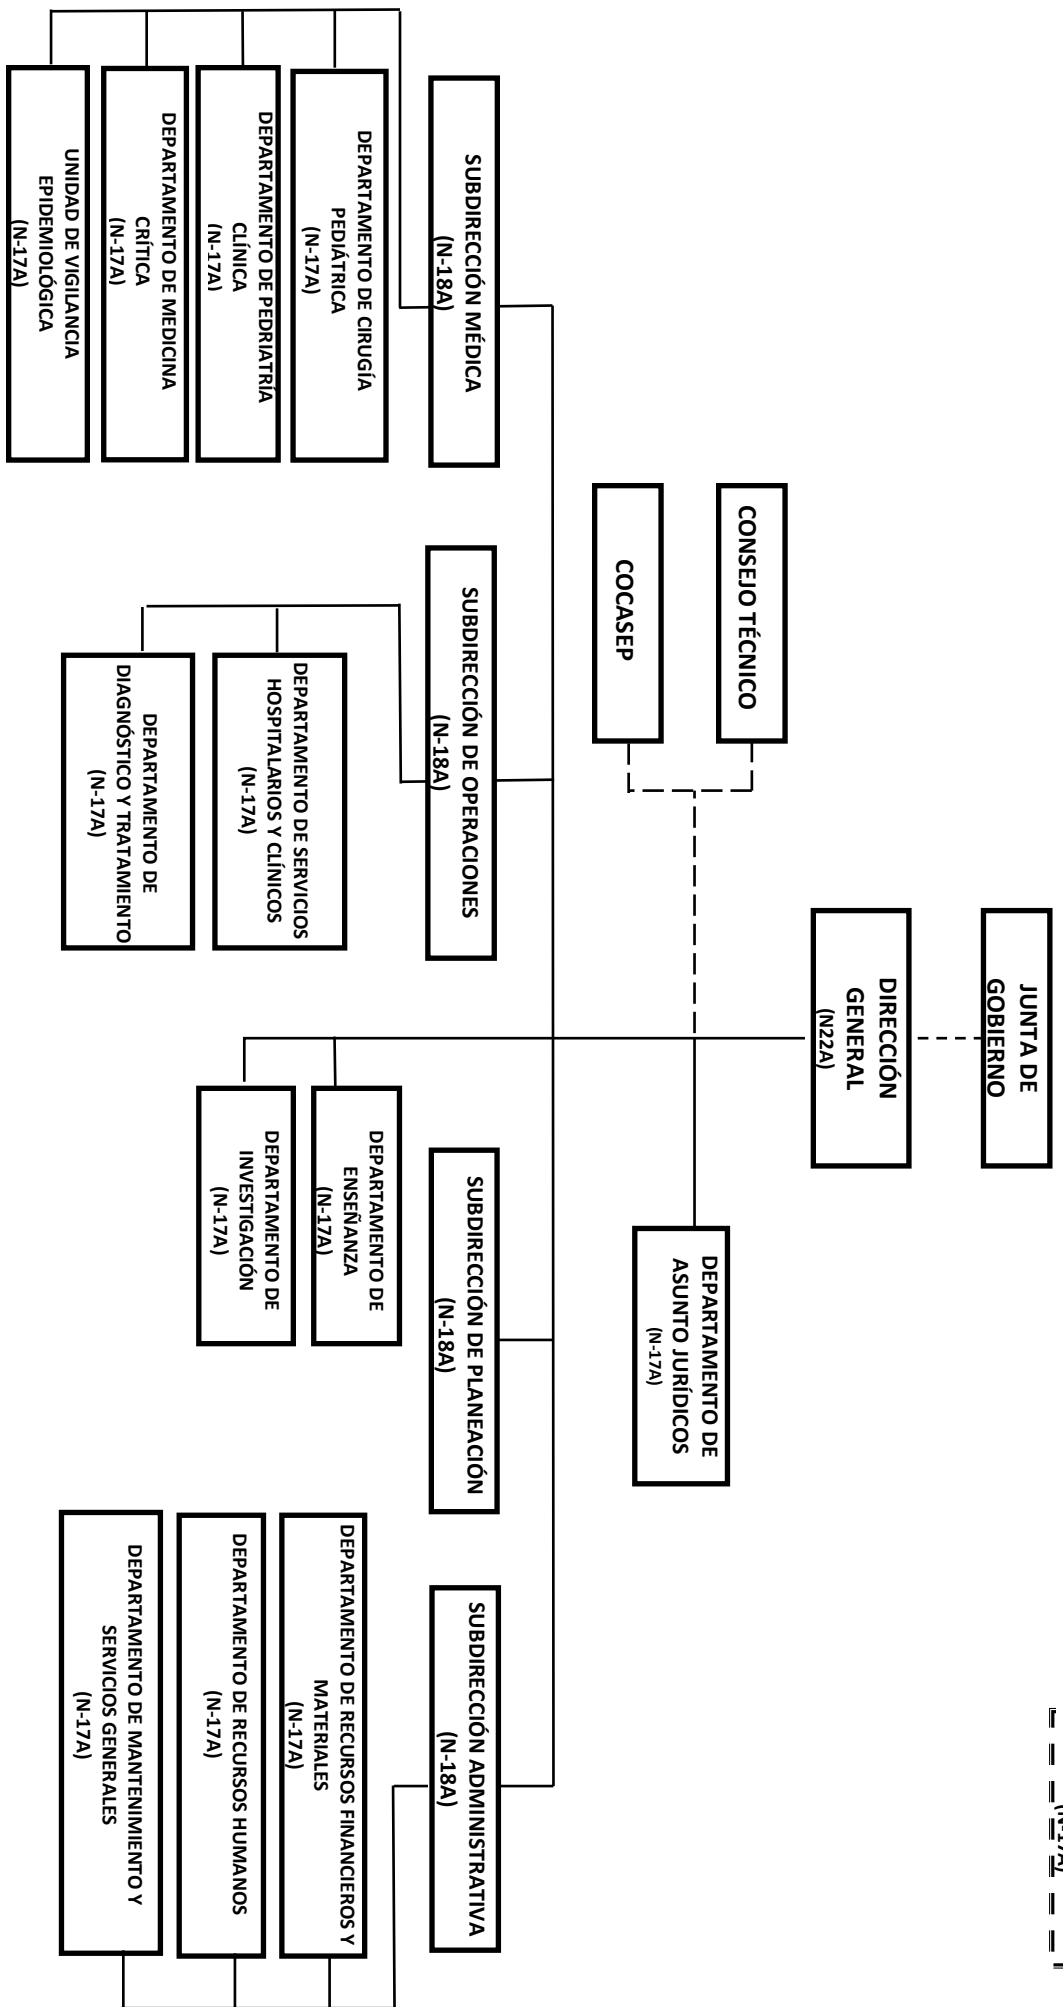 (N-17A)
JUNTA DE
GOBIERNO
DIRECCIÓN
GENERAL
(N22A)
CONSEJO TÉCNICO
COCASEP
DEPARTAMENTO DE
ASUNTO JURÍDICOS
(N-17A)
SUBDIRECCIÓN MÉDICA
(N-18A)
SUBDIRECCIÓN DE OPERACIONES
(N-18A)
SUBDIRECCIÓN DE PLANEACIÓN
(N-18A)
SUBDIRECCIÓN ADMINISTRATIVA
(N-18A)
DEPARTAMENTO DE CIRUGÍA
PEDIÁTRICA
(N-17A)
DEPARTAMENTO DE PEDRIATRÍA
CLÍNICA
(N-17A)
DEPARTAMENTO DE MEDICINA
CRÍTICA
(N-17A)
UNIDAD DE VIGILANCIA
EPIDEMIOLÓGICA
(N-17A)
DEPARTAMENTO DE SERVICIOS
HOSPITALARIOS Y CLÍNICOS
(N-17A)
DEPARTAMENTO DE
DIAGNÓSTICO Y TRATAMIENTO
(N-17A)
DEPARTAMENTO DE
ENSEÑANZA
(N-17A)
DEPARTAMENTO DE
INVESTIGACIÓN
(N-17A)
DEPARTAMENTO DE RECURSOS FINANCIEROS Y
MATERIALES
(N-17A)
DEPARTAMENTO DE RECURSOS HUMANOS
(N-17A)
DEPARTAMENTO DE MANTENIMIENTO Y
SERVICIOS GENERALES
(N-17A)